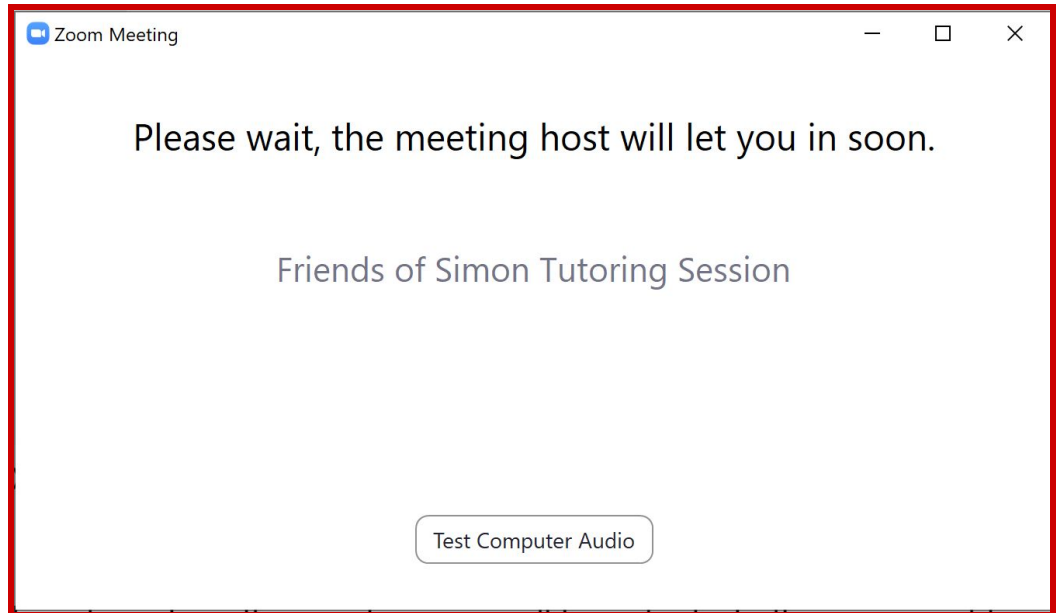 Zoom Meeting
Please wait, the meeting host will let you in soon.
Friends of Simon Tutoring Session
Test Computer Audio